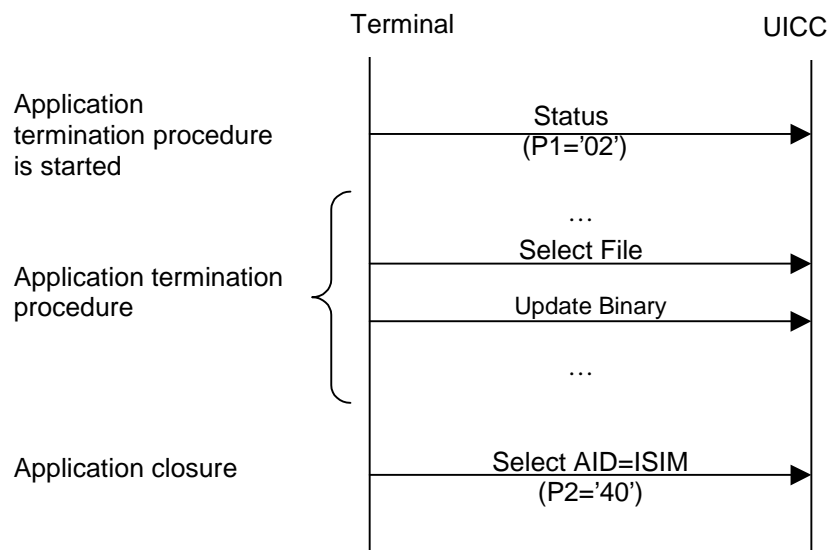 Terminal
UICC
Application
termination procedure
is started
Status
(P1='02')
…
Select File
Application termination
procedure
Update Binary
…
Application closure
Select AID=ISIM
(P2='40')